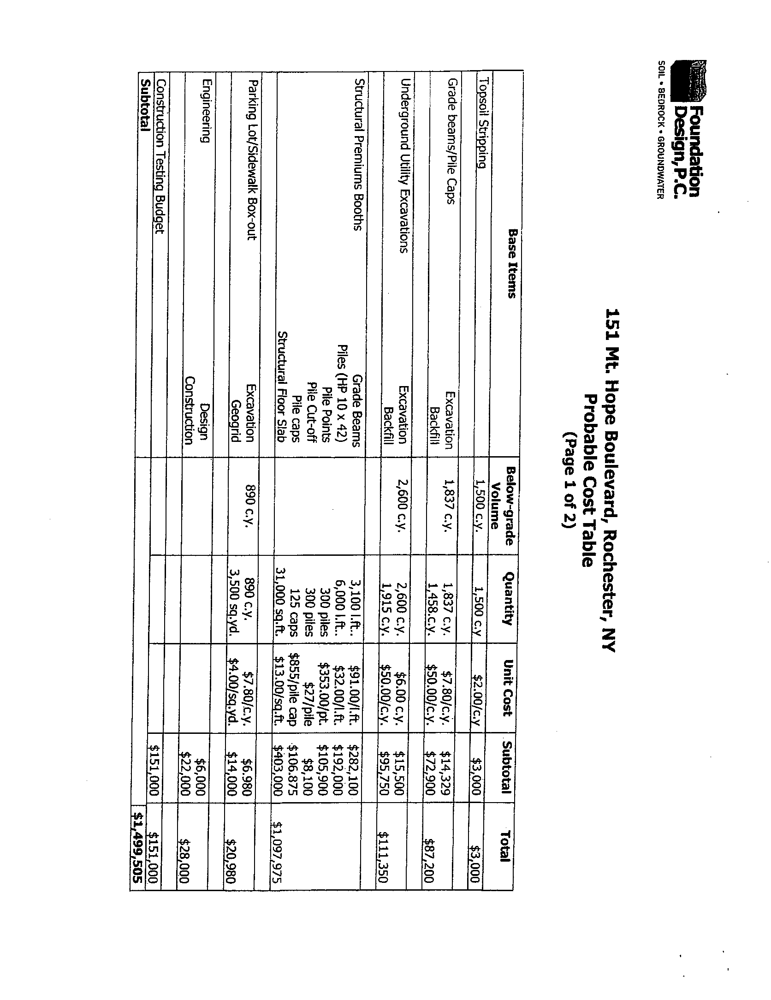 Foundation
Design, P.C.
SOIL • BEDROCK • GROUNDWATER
151 Mt. Hope Boulevard, Rochester, NY
Probable Cost Table
(Page 1 of 2)
Base Items Below-grade Volume Quantity Unit Cost Subtotal Total
Topsoil Stripping 1,500 c.y. 1,500 c.y $2.00/c.y $3,000 $3,000
Grade beams/Pile Caps Excavation 1,837 c.y. 1,837 c.y. $7.80/c.y. $14,329
Backfill 1,458.c.y. $50.00/c.y. $72,900 $87,200
Underground Utility Excavations Excavation 2,600 c.y. 2,600 c.y. $6.00 c.y. $15,500
Backfill 1,915 c.y. $50.00/c.y. $95,750 $111,350
Structural Premiums Booths Grade Beams 3,100 l.ft.. $91.00/l.ft. $282,100
Piles (HP 10 x 42) 6,000 l.ft.. $32.00/l.ft. $192,000
Pile Points 300 piles $353.00/pt. $105,900
Pile Cut-off 300 piles $27/pile $8,100
Pile caps 125 caps $855/pile cap $106.875
Structural Floor Slab 31,000 sq.ft. $13.00/sq.ft. $403,000 $1,097,975
Parking Lot/Sidewalk Box-out Excavation 890 c.y. 890 c.y. $7.80/c.y. $6.980
Geogrid 3,500 sq.yd. $4.00/sq.yd. $14,000 $20,980
Engineering Design $6,000
Construction $22,000 $28,000
Construction Testing Budget $151,000 $151,000
Subtotal $1,499,505